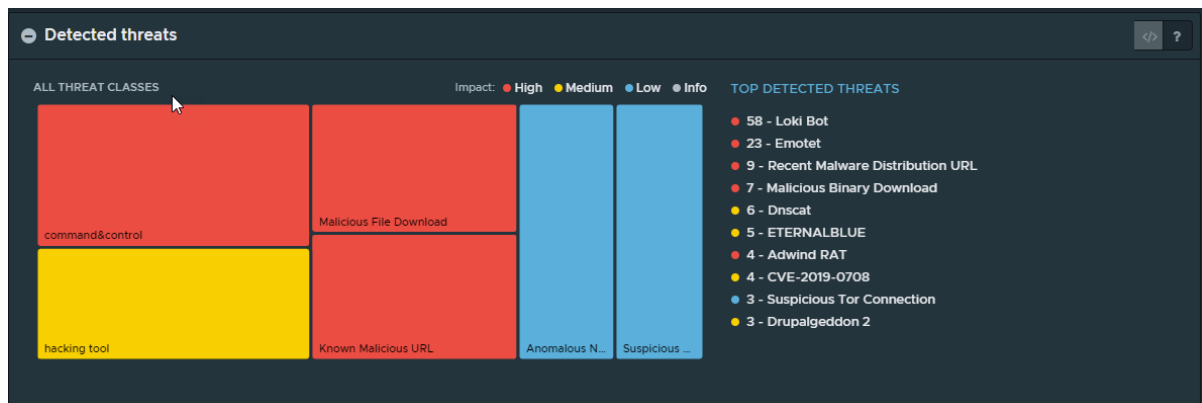 Detected threats
</>
?
ALL THREAT CLASSES
Impact: High Medium Low Info
command&control
hacking tool
Malicious File Download
Known Malicious URL
Anomalous N...
Suspicious ...
TOP DETECTED THREATS
58 - Loki Bot
23 - Emotet
9 - Recent Malware Distribution URL
7 - Malicious Binary Download
6 - Dnscat
5 - ETERNALBLUE
4 - Adwind RAT
4 - CVE-2019-0708
3 - Suspicious Tor Connection
3 - Drupalgeddon 2